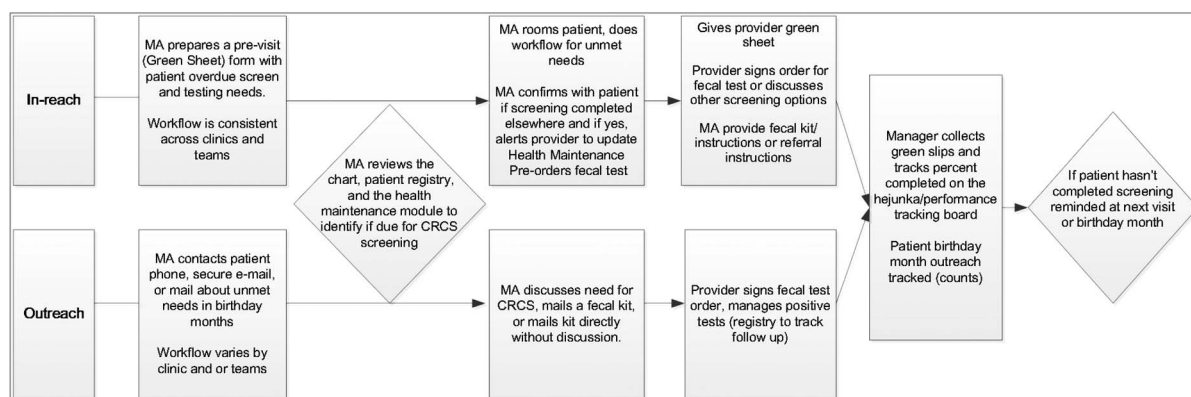 In-reach
MA prepares a pre-visit
(Green Sheet) form with
patient overdue screen
and testing needs.
Workflow is consistent
across clinics and
teams
MA reviews the
chart, patient registry,
and the health
maintenance module to
identify if due for CRCS
screening
MA rooms patient, does
workflow for unmet
needs
MA confirms with patient
if screening completed
elsewhere and if yes,
alerts provider to update
Health Maintenance
Pre-orders fecal test
Gives provider green
sheet
Provider signs order for
fecal test or discusses
other screening options
MA provide fecal kit/
instructions or referral
instructions
Outreach
MA contacts patient
phone, secure e-mail,
or mail about unmet
needs in birthday
months
Workflow varies by
clinic and or teams
MA discusses need for
CRCS, mails a fecal kit,
or mails kit directly
without discussion.
Provider signs fecal test
order, manages positive
tests (registry to track
follow up)
Manager collects
green slips and
tracks percent
completed on the
hejunka/performance
tracking board
Patient birthday
month outreach
tracked (counts)
If patient hasn't
completed screening
reminded at next visit
or birthday month